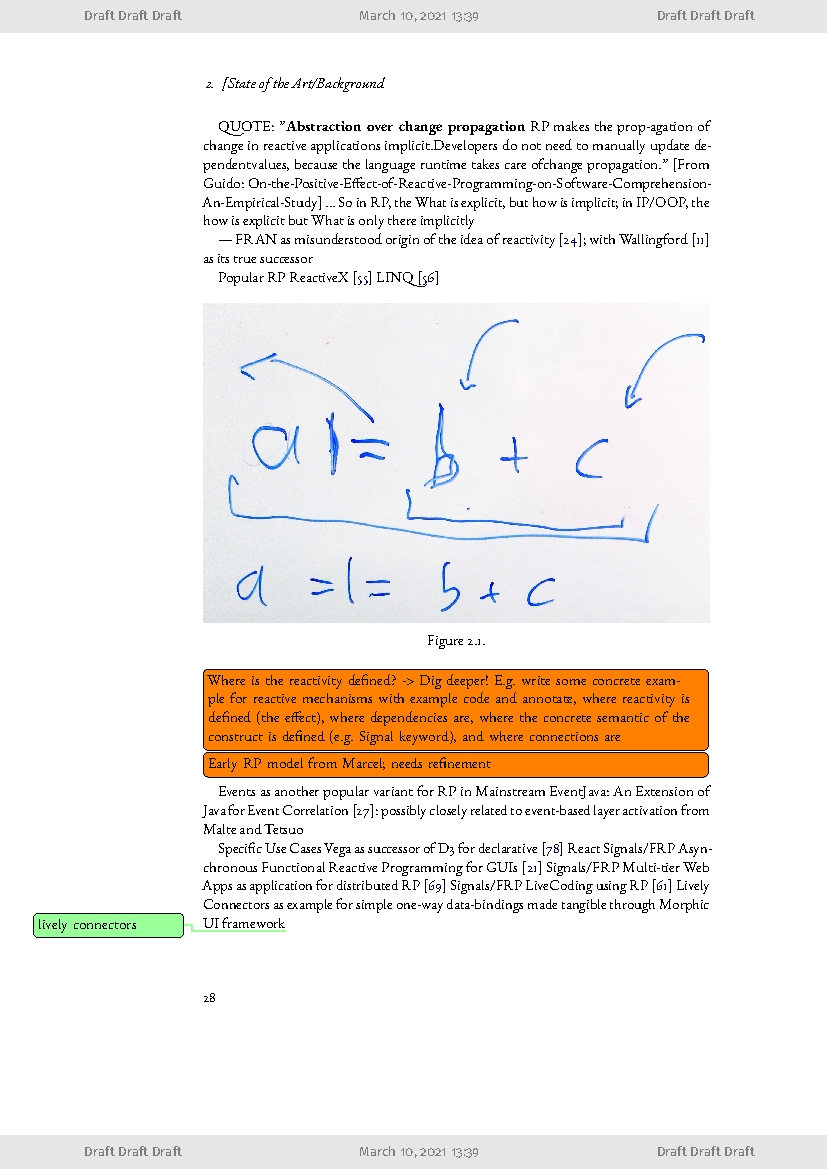 Draft Draft Draft March 10, 2021 13:39 Draft Draft Draft
2. [State of the Art/Background
QUOTE: ”Abstraction over change propagation RP makes the prop-agation of
change in reactive applications implicit.Developers do not need to manually update de-
pendentvalues, because the language runtime takes care ofchange propagation.” [From
Guido: On-the-Positive-Effect-of-Reactive-Programming-on-Software-Comprehension-
An-Empirical-Study] ... So in RP, the What is explicit, but how is implicit; in IP/OOP, the
how is explicit but What is only there implicitly
— FRAN as misunderstood origin of the idea of reactivity [24]; with Wallingford [11]
as its true successor
Popular RP ReactiveX [55] LINQ [56]
a |= b + c
a =|= b + c
Figure 2.1.
Where is the reactivity defined? -> Dig deeper! E.g. write some concrete exam-
ple for reactive mechanisms with example code and annotate, where reactivity is
defined (the effect), where dependencies are, where the concrete semantic of the
construct is defined (e.g. Signal keyword), and where connections are
Early RP model from Marcel; needs refinement
Events as another popular variant for RP in Mainstream EventJava: An Extension of
Java for Event Correlation [27]: possibly closely related to event-based layer activation from
Malte and Tetsuo
Specific Use Cases Vega as successor of D3 for declarative [78] React Signals/FRP Asyn-
chronous Functional Reactive Programming for GUIs [21] Signals/FRP Multi-tier Web
Apps as application for distributed RP [69] Signals/FRP LiveCoding using RP [61] Lively
Connectors as example for simple one-way data-bindings made tangible through Morphic
UI framework
lively connectors
28
Draft Draft Draft March 10, 2021 13:39 Draft Draft Draft